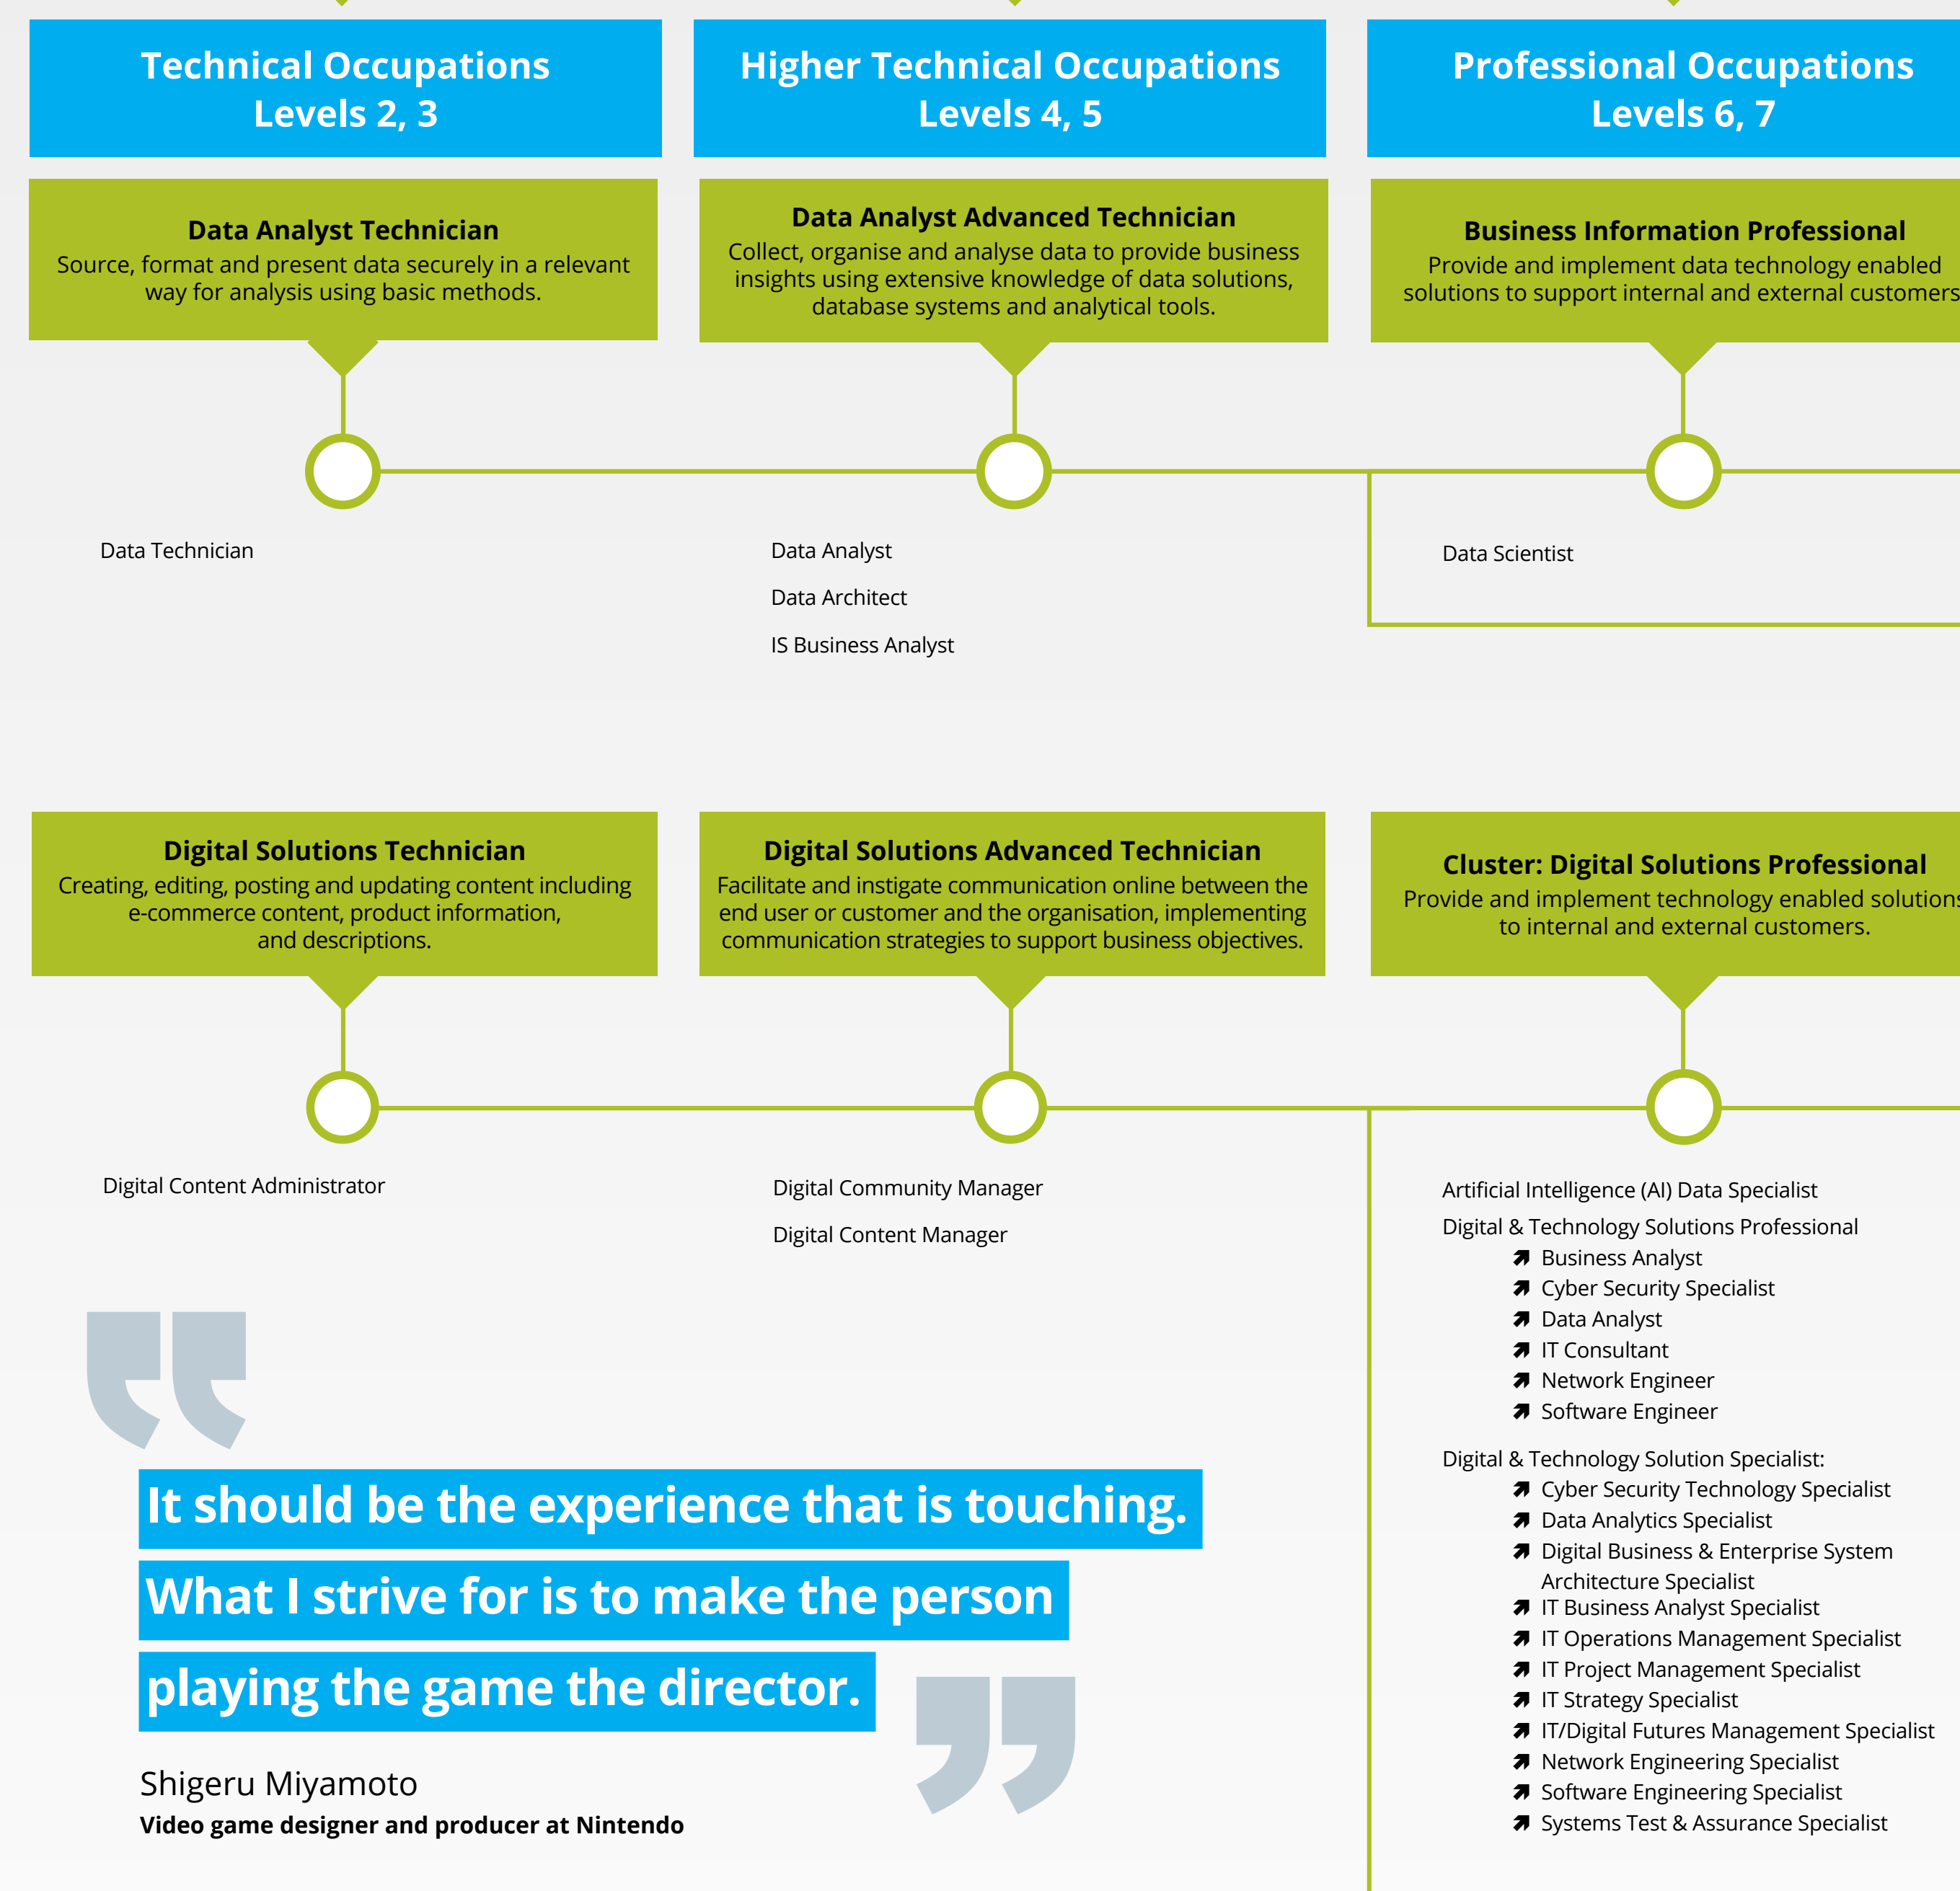 Technical Occupations
Levels 2, 3
Higher Technical Occupations
Levels 4, 5
Professional Occupations
Levels 6, 7
Data Analyst Technician
Source, format and present data securely in a relevant
way for analysis using basic methods.
Data Analyst Advanced Technician
Collect, organise and analyse data to provide business
insights using extensive knowledge of data solutions,
database systems and analytical tools.
Business Information Professional
Provide and implement data technology enabled
solutions to support internal and external customers
Data Technician
Data Analyst
Data Architect
IS Business Analyst
Data Scientist
Digital Solutions Technician
Creating, editing, posting and updating content including
e-commerce content, product information,
and descriptions.
Digital Solutions Advanced Technician
Facilitate and instigate communication online between the
end user or customer and the organisation, implementing
communication strategies to support business objectives.
Cluster: Digital Solutions Professional
Provide and implement technology enabled solutions
to internal and external customers.
Digital Content Administrator
Digital Community Manager
Digital Content Manager
Artificial Intelligence (AI) Data Specialist
Digital & Technology Solutions Professional
Business Analyst
Cyber Security Specialist
Data Analyst
IT Consultant
Network Engineer
Software Engineer
Digital & Technology Solution Specialist:
Cyber Security Technology Specialist
Data Analytics Specialist
Digital Business & Enterprise System
Architecture Specialist
IT Business Analyst Specialist
IT Operations Management Specialist
IT Project Management Specialist
IT Strategy Specialist
IT/Digital Futures Management Specialist
Network Engineering Specialist
Software Engineering Specialist
Systems Test & Assurance Specialist
It should be the experience that is touching.
What I strive for is to make the person
playing the game the director.
Shigeru Miyamoto
Video game designer and producer at Nintendo